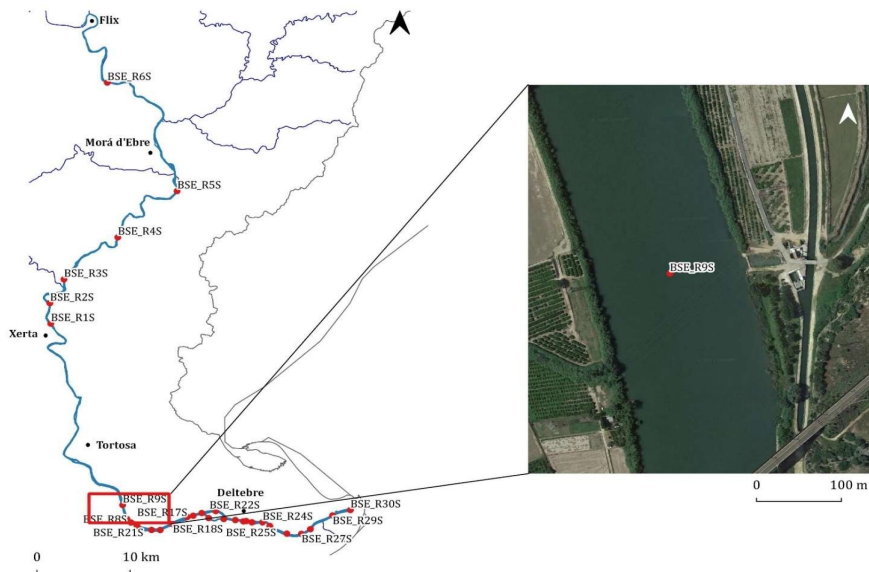 Flix
BSE_R6S
Morá d'Ebre
BSE_R5S
BSE_R4S
BSE_R3S
BSE_R2S
BSE_R1S
Xerta
Tortosa
BSE_R9S
BSE_R8S
BSE_R17S
BSE_R21S
BSE_R18S
Deltebre
BSE_R22S
BSE_R24S
BSE_R25S
BSE_R30S
BSE_R29S
BSE_R27S
0 10 km
BSE_R9S
0 100 m